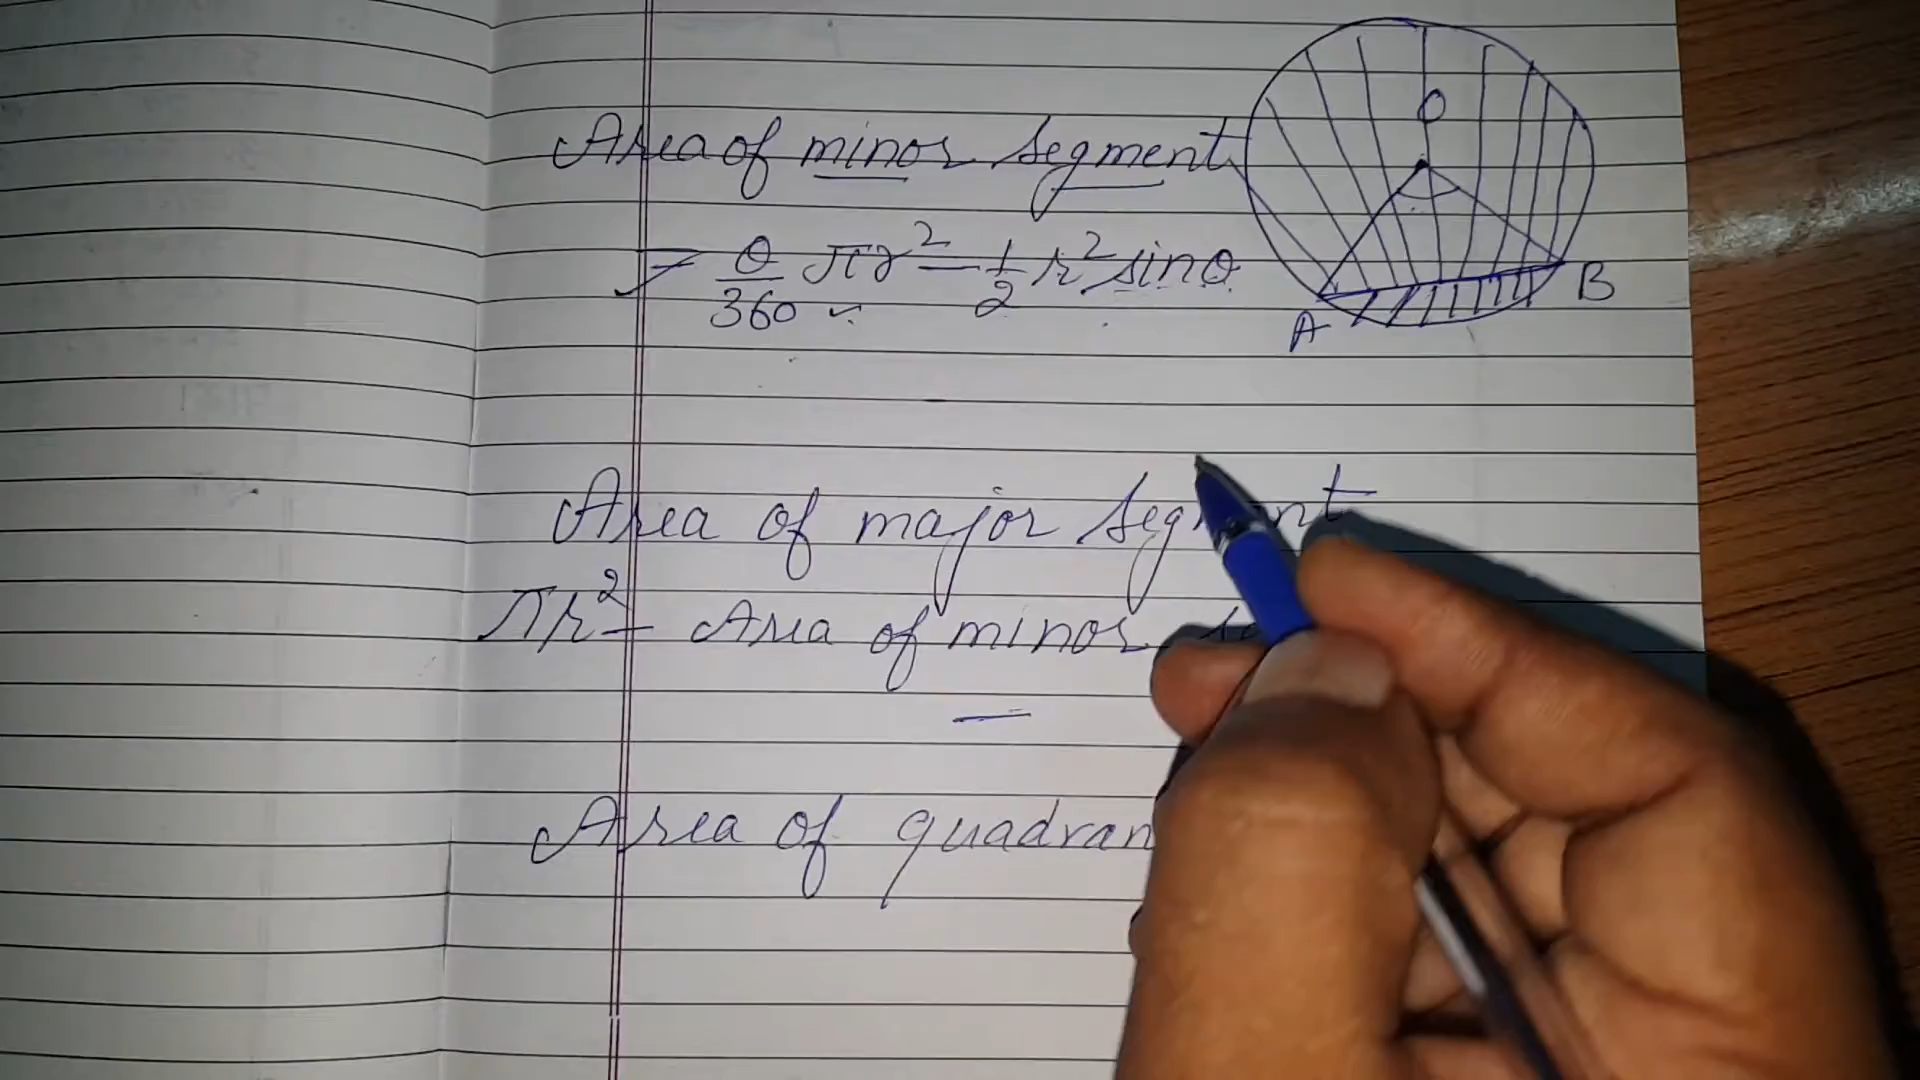 Area of minor segment
= θ/360 πr² - 1/2 r² sinθ
O
A
B
Area of major segment
πr² - Area of minor
Area of quadran